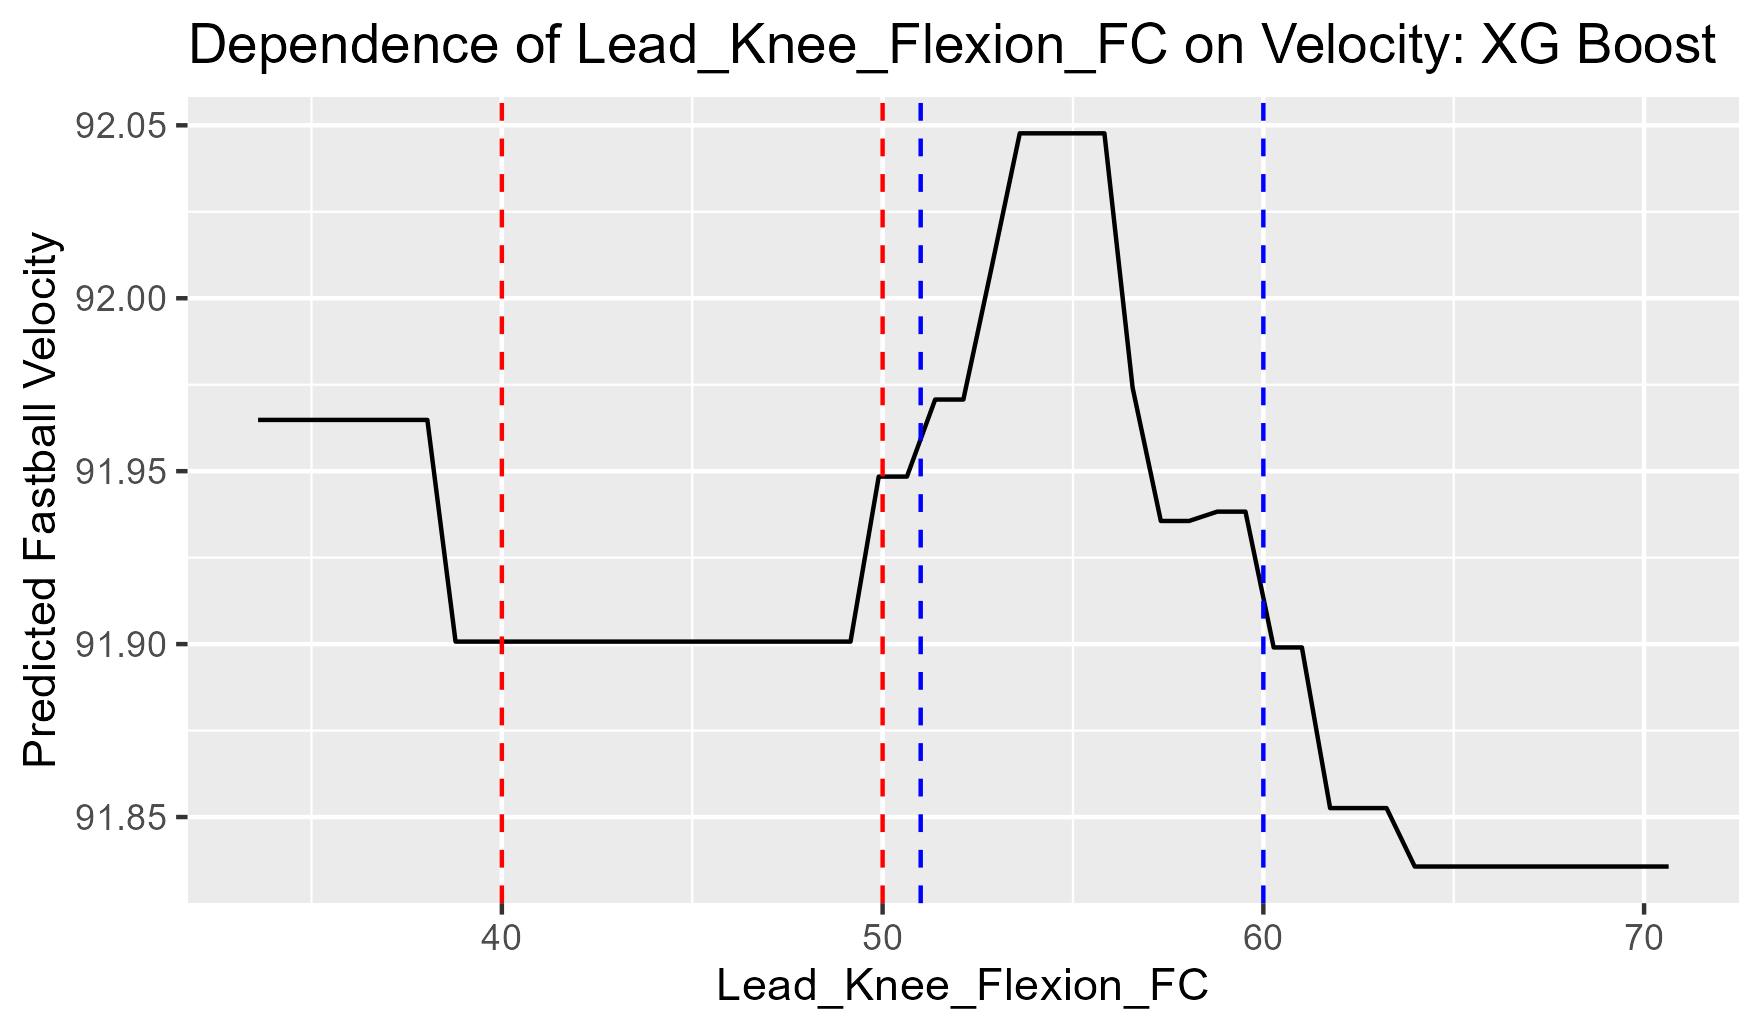 Dependence of Lead_Knee_Flexion_FC on Velocity: XG Boost
Predicted Fastball Velocity
92.05
92.00
91.95
91.90
91.85
40 50 60 70
Lead_Knee_Flexion_FC